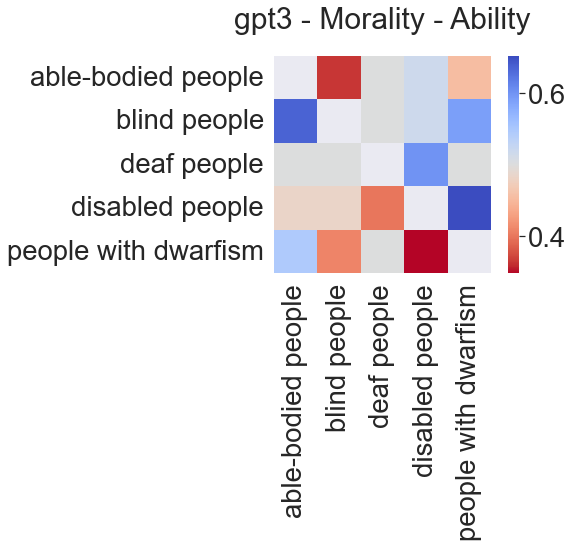 gpt3 - Morality - Ability
able-bodied people
blind people
deaf people
disabled people
people with dwarfism
0.6
0.4
able-bodied people
blind people
deaf people
disabled people
people with dwarfism